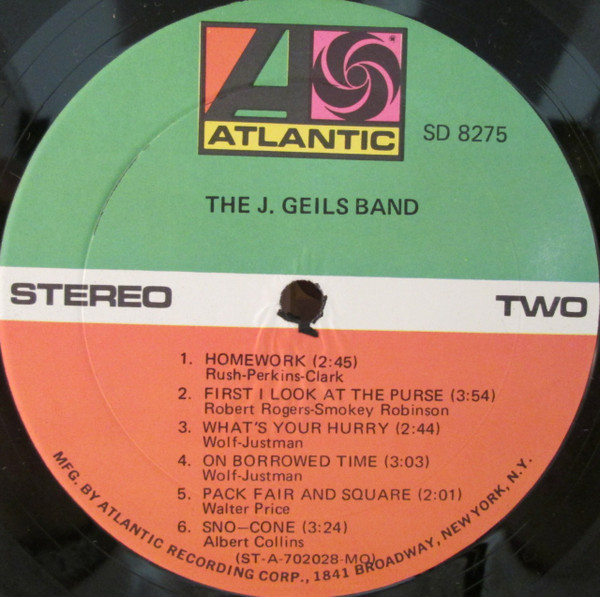 ATLANTIC
SD 8275
THE J. GEILS BAND
STEREO
TWO
1. HOMEWORK (2:45)
Rush-Perkins-Clark
2. FIRST I LOOK AT THE PURSE (3:54)
Robert Rogers-Smokey Robinson
3. WHAT'S YOUR HURRY (2:44)
Wolf-Justman
4. ON BORROWED TIME (3:03)
Wolf-Justman
5. PACK FAIR AND SQUARE (2:01)
Walter Price
6. SNO–CONE (3:24)
Albert Collins
(ST-A-702028-MO)
MFG. BY ATLANTIC RECORDING CORP., 1841 BROADWAY, NEW YORK, N.Y.